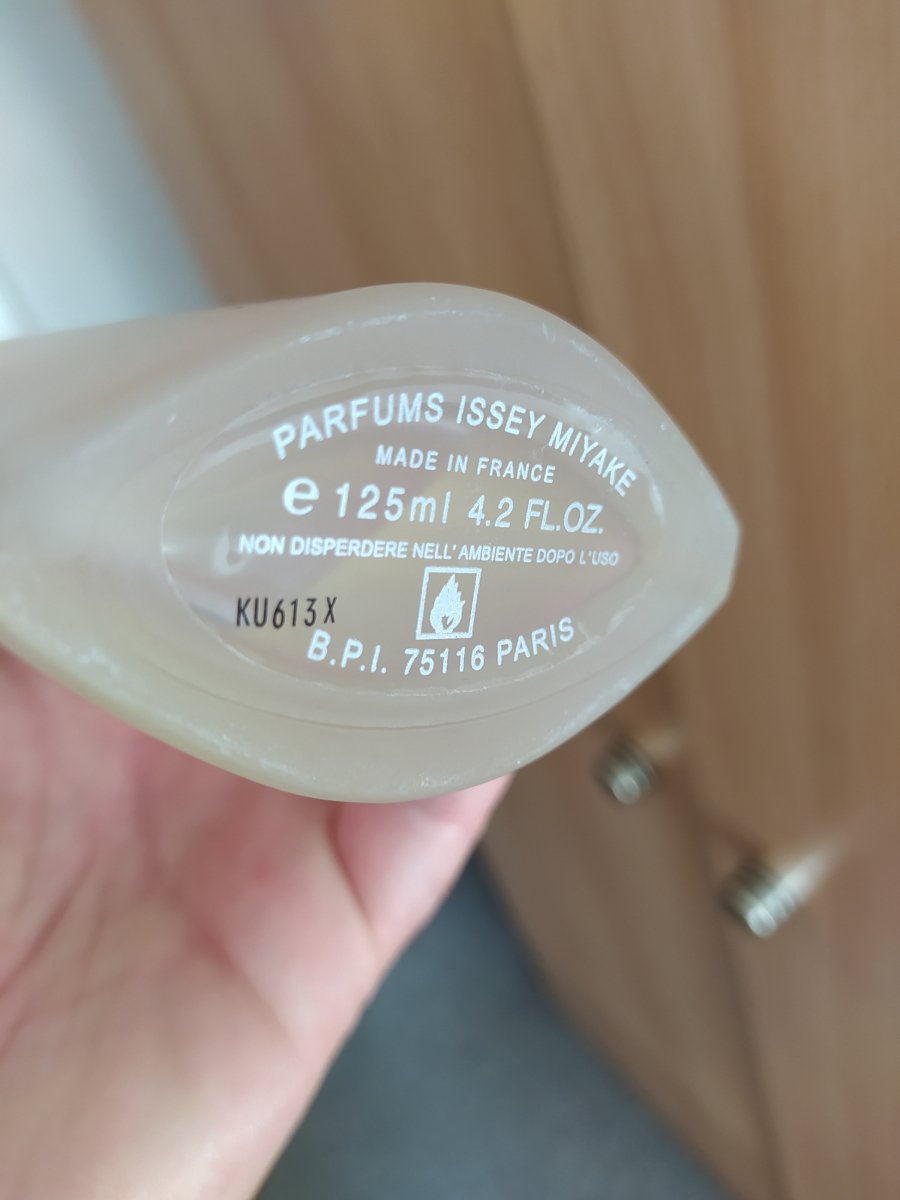 PARFUMS ISSEY MIYAKE
MADE IN FRANCE
e 125ml 4.2 FL.OZ.
NON DISPERDERE NELL'AMBIENTE DOPO L'USO
KU613X
B.P.I. 75116 PARIS